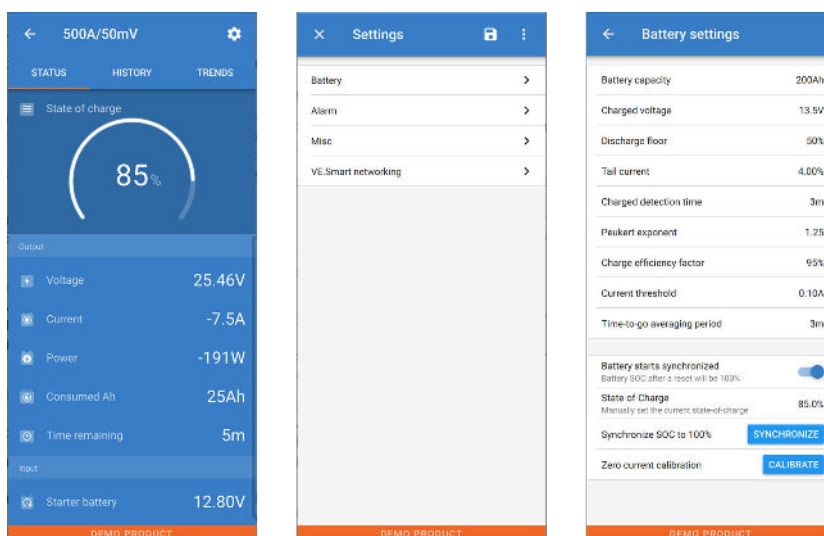 500A/50mV
STATUS HISTORY TRENDS
State of charge
85%
Output
Voltage 25.46V
Current -7.5A
Power -191W
Consumed Ah 25Ah
Time remaining 5m
Input
Starter battery 12.80V
DEMO PRODUCT
Settings
Battery
Alarm
Misc
VE.Smart networking
DEMO PRODUCT
Battery settings
Battery capacity 200Ah
Charged voltage 13.5V
Discharge floor 50%
Tail current 4.00%
Charged detection time 3m
Peukert exponent 1.25
Charge efficiency factor 95%
Current threshold 0.10A
Time-to-go averaging period 3m
Battery starts synchronized
Battery SOC after a reset will be 100%
State of Charge 85.0%
Manually set the current state-of-charge
Synchronize SOC to 100% SYNCHRONIZE
Zero current calibration CALIBRATE
DEMO PRODUCT